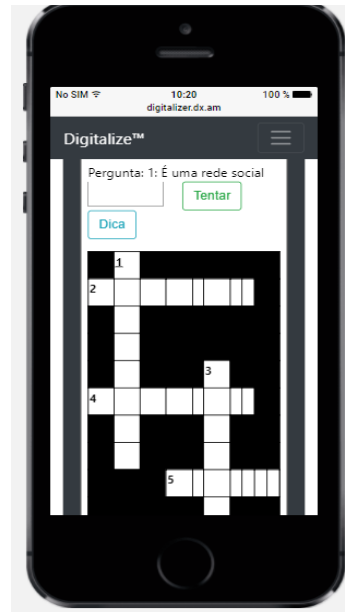 No SIM 10:20 100 %
digitalizer.dx.am
Digitalize™
Pergunta: 1: É uma rede social
Tentar
Dica
1
2
3
4
5